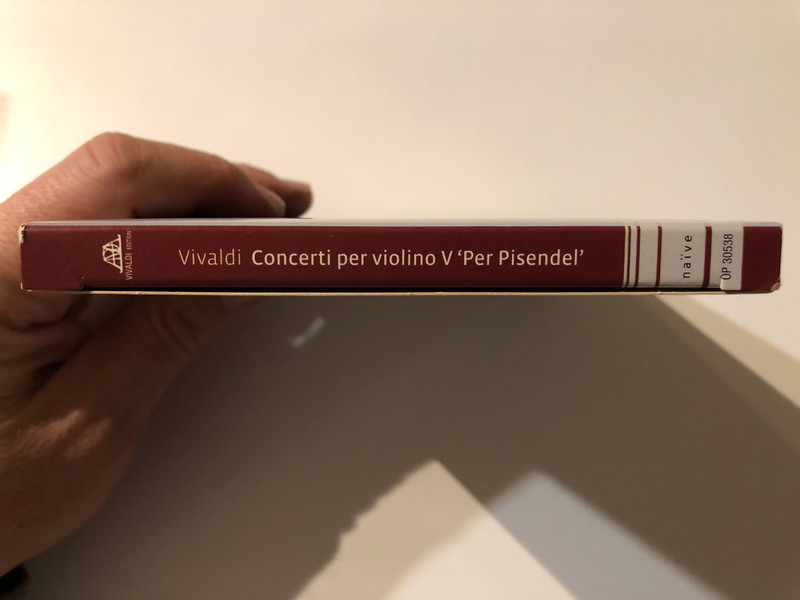 VIVALDI EDITION
Vivaldi Concerti per violino V ‘Per Pisendel’
naïve
OP 30538